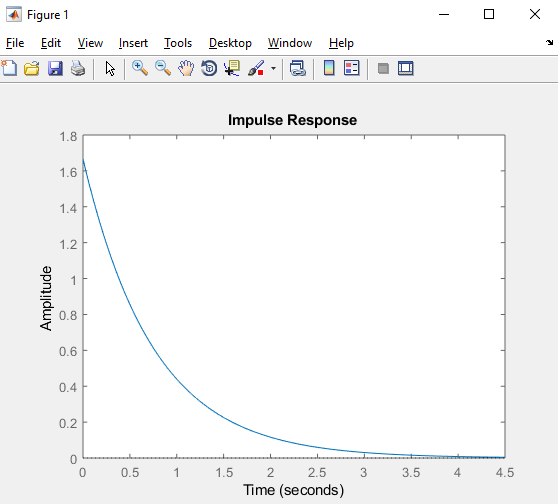 Figure 1
File Edit View Insert Tools Desktop Window Help
Impulse Response
1.8
1.6
1.4
1.2
1
0.8
0.6
0.4
0.2
0
Amplitude
0 0.5 1 1.5 2 2.5 3 3.5 4 4.5
Time (seconds)